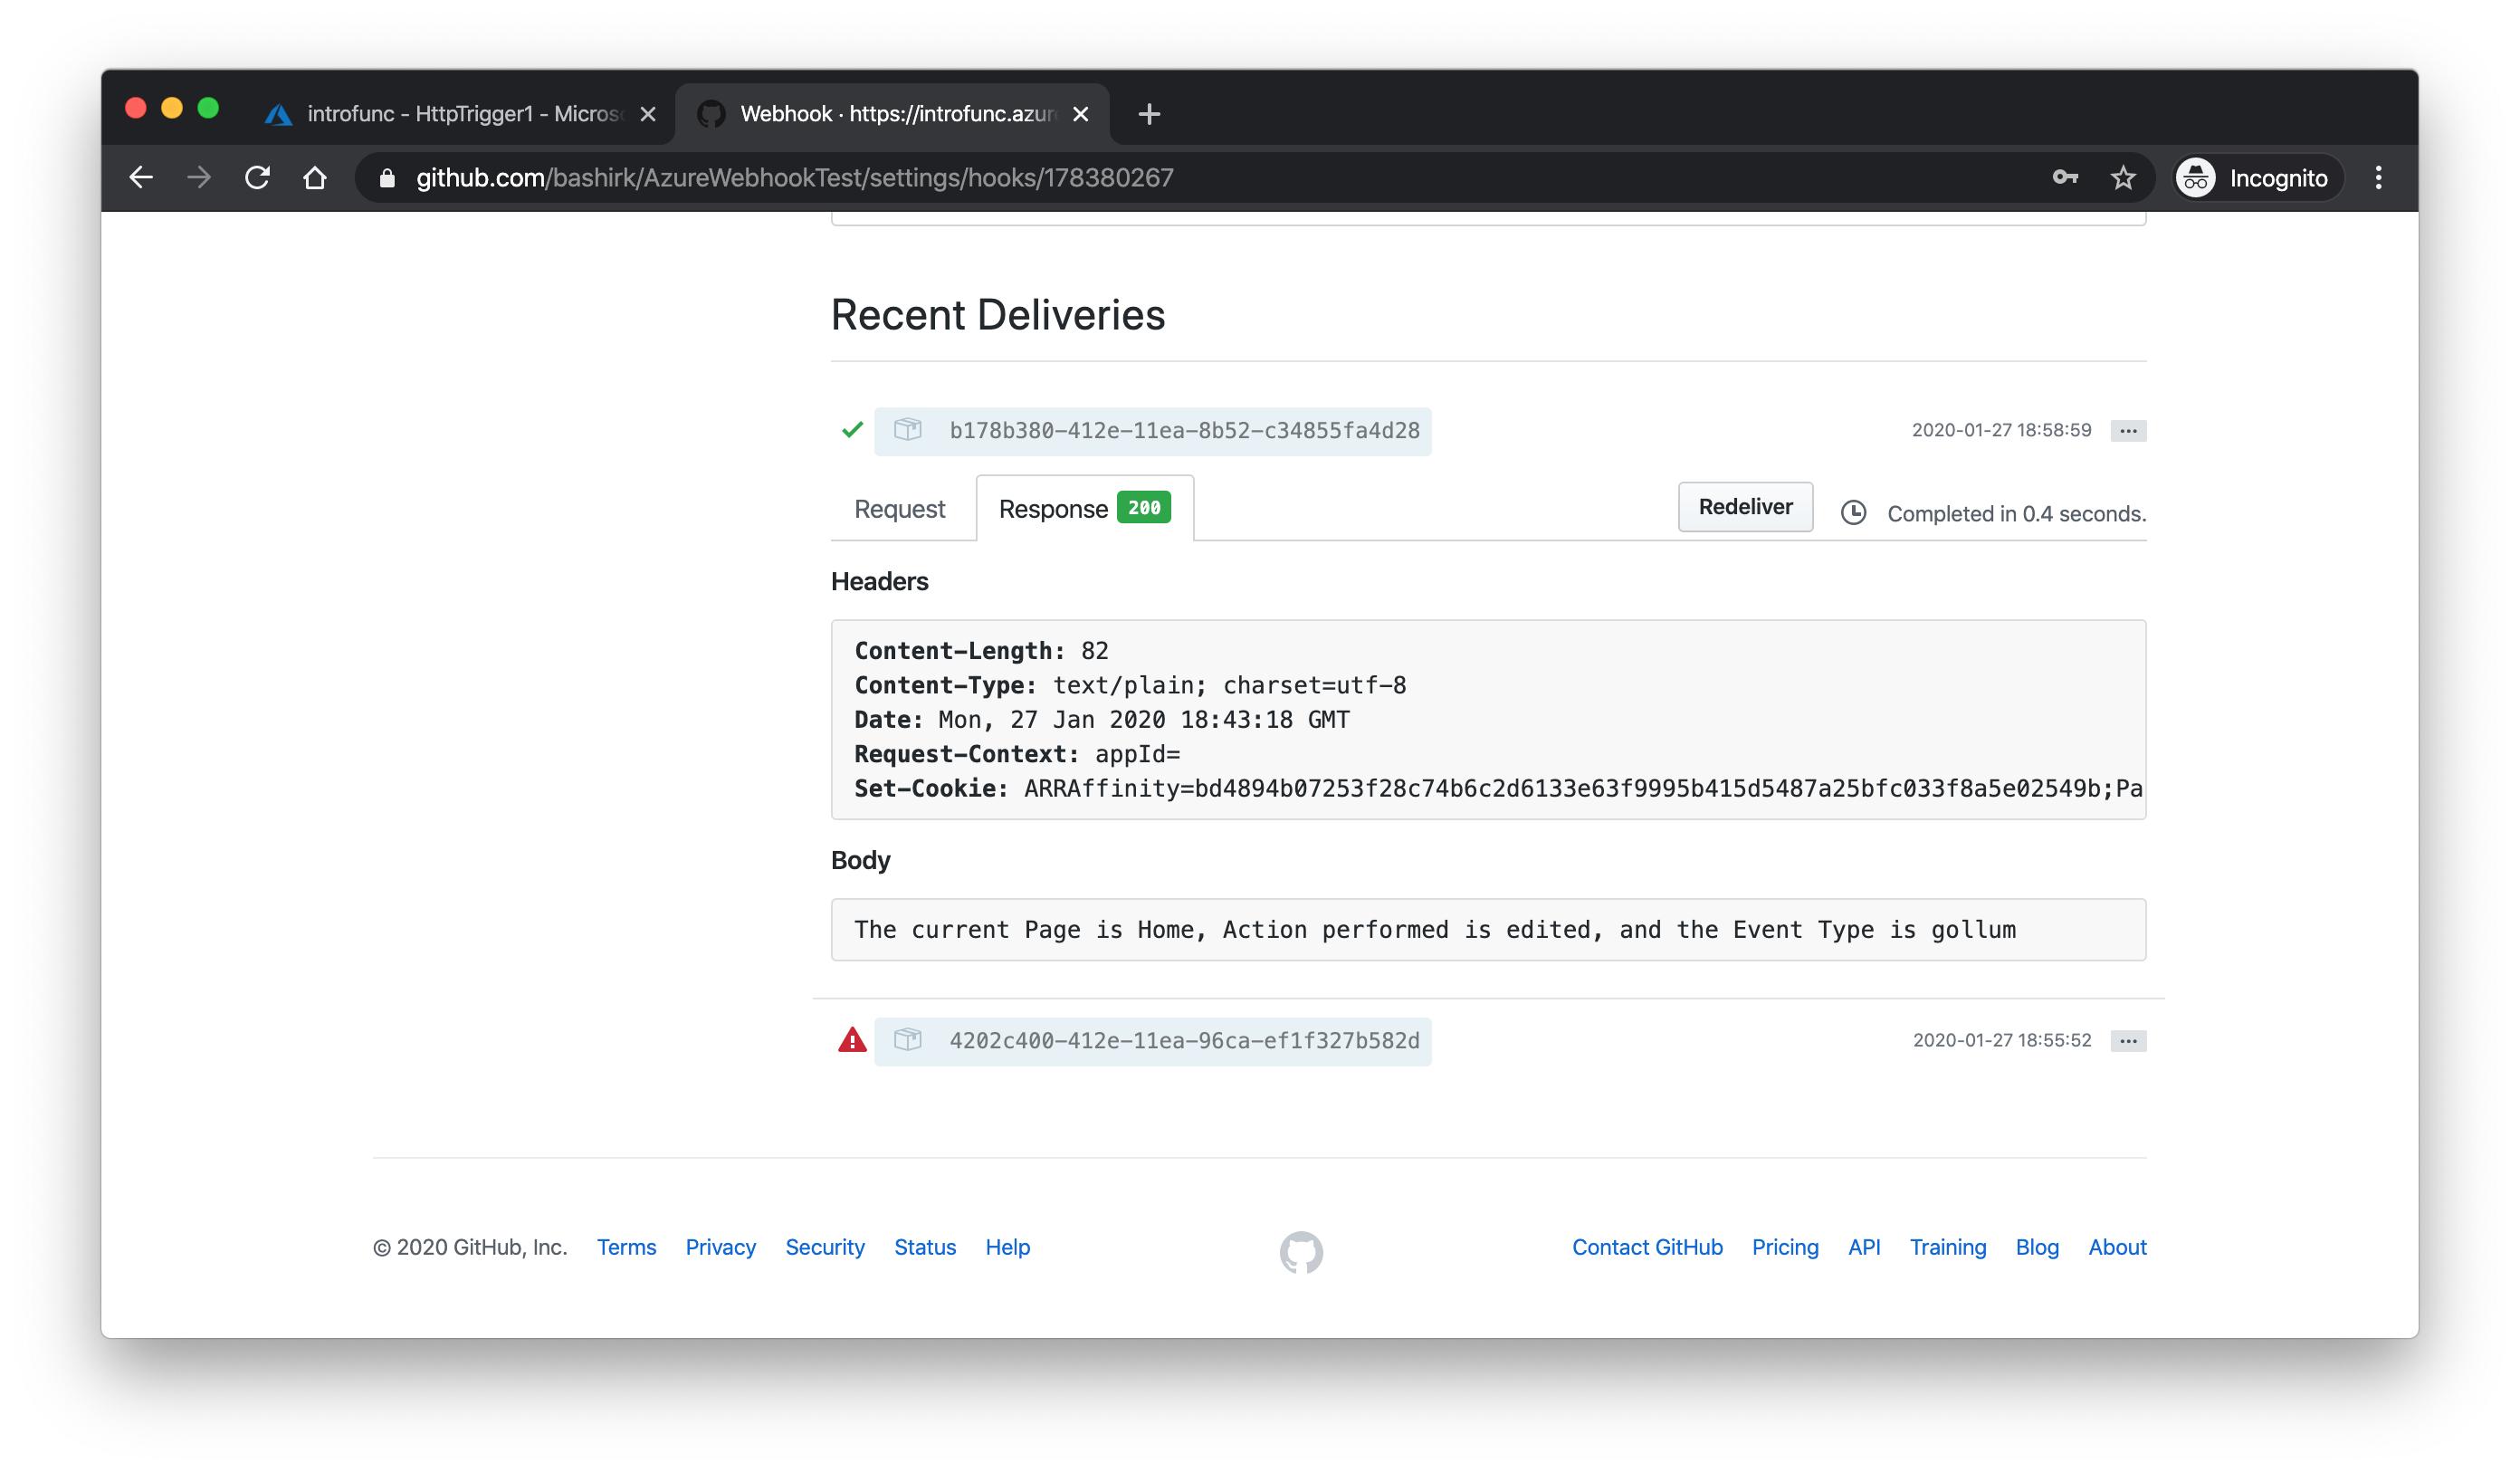 introfunc - HttpTrigger1 - Micros
Webhook · https://introfunc.azur
github.com/bashirk/AzureWebhookTest/settings/hooks/178380267
Incognito
Recent Deliveries
b178b380-412e-11ea-8b52-c34855fa4d28
2020-01-27 18:58:59
Request
Response 200
Redeliver
Completed in 0.4 seconds.
Headers
Content-Length: 82
Content-Type: text/plain; charset=utf-8
Date: Mon, 27 Jan 2020 18:43:18 GMT
Request-Context: appId=
Set-Cookie: ARRAffinity=bd4894b07253f28c74b6c2d6133e63f9995b415d5487a25bfc033f8a5e02549b;Pa
Body
The current Page is Home, Action performed is edited, and the Event Type is gollum
4202c400-412e-11ea-96ca-ef1f327b582d
2020-01-27 18:55:52
© 2020 GitHub, Inc. Terms Privacy Security Status Help
Contact GitHub Pricing API Training Blog About